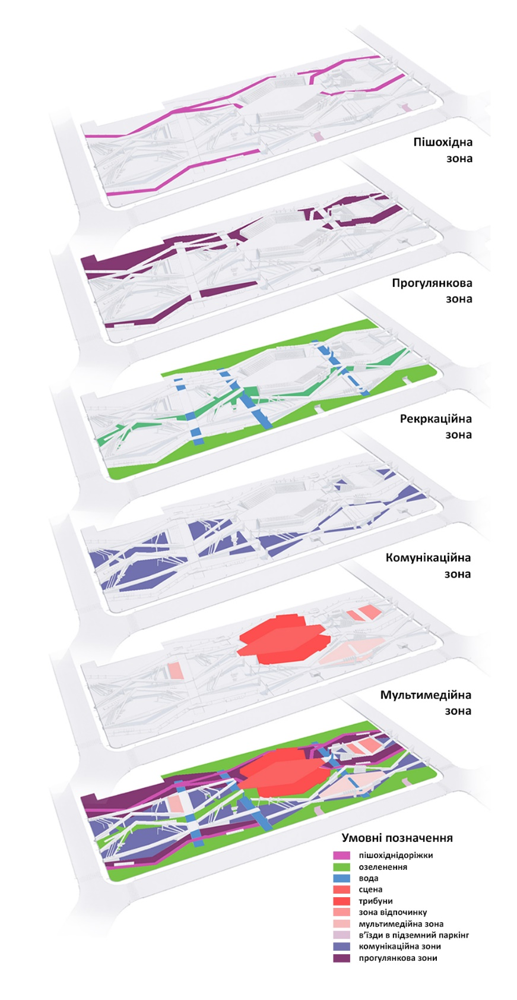 Пішохідна
зона
Прогулянкова
зона
Рекркаційна
зона
Комунікаційна
зона
Мультимедійна
зона
Умовні позначення
пішохіднідоріжки
озеленення
вода
сцена
трибуни
зона відпочинку
мультмедійна зона
в'їзди в підземний паркінг
комунікаційна зони
прогулянкова зони